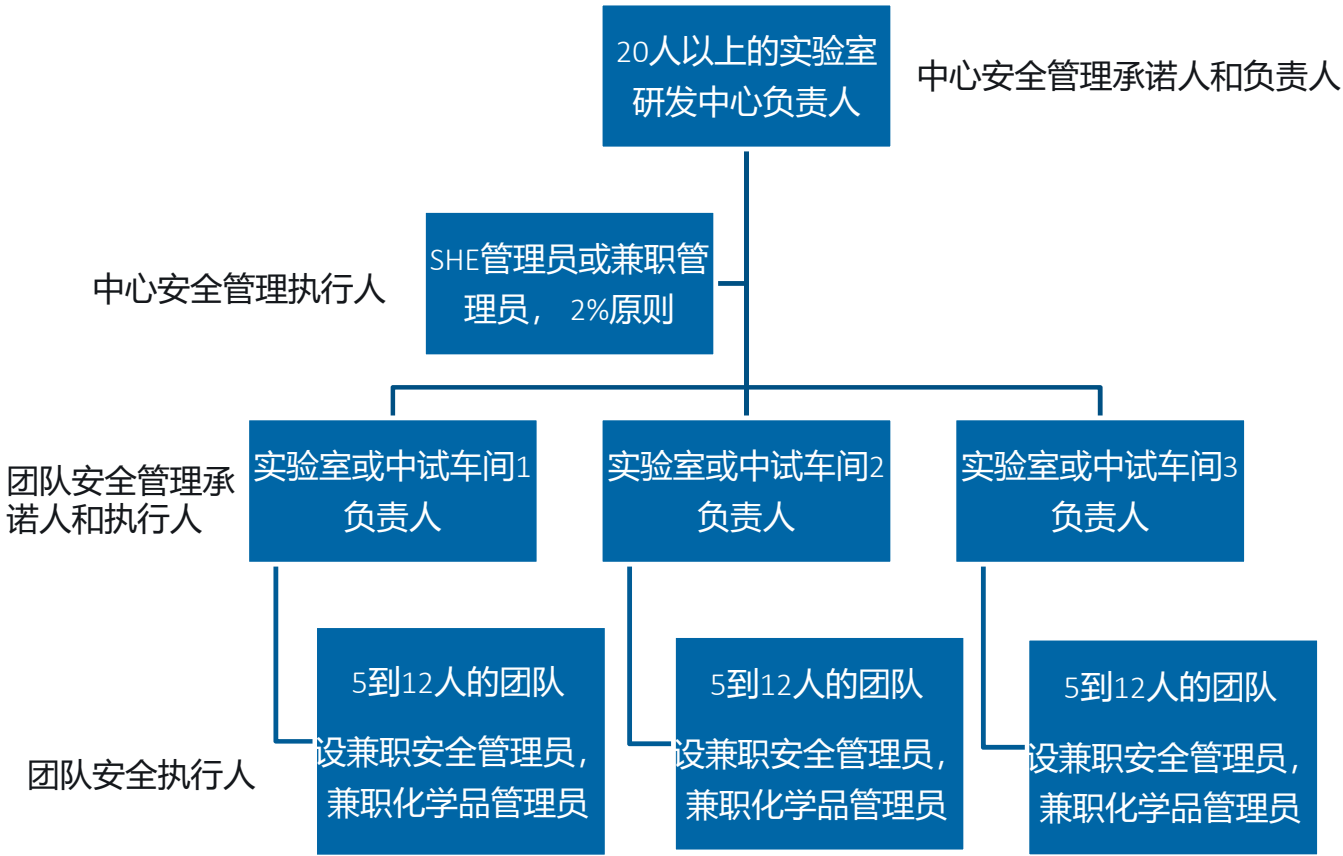 20人以上的实验室
研发中心负责人
中心安全管理承诺人和负责人
SHE管理员或兼职管
理员， 2%原则
中心安全管理执行人
团队安全管理承
诺人和执行人
实验室或中试车间1
负责人
实验室或中试车间2
负责人
实验室或中试车间3
负责人
团队安全执行人
5到12人的团队
设兼职安全管理员，
兼职化学品管理员
5到12人的团队
设兼职安全管理员，
兼职化学品管理员
5到12人的团队
设兼职安全管理员，
兼职化学品管理员